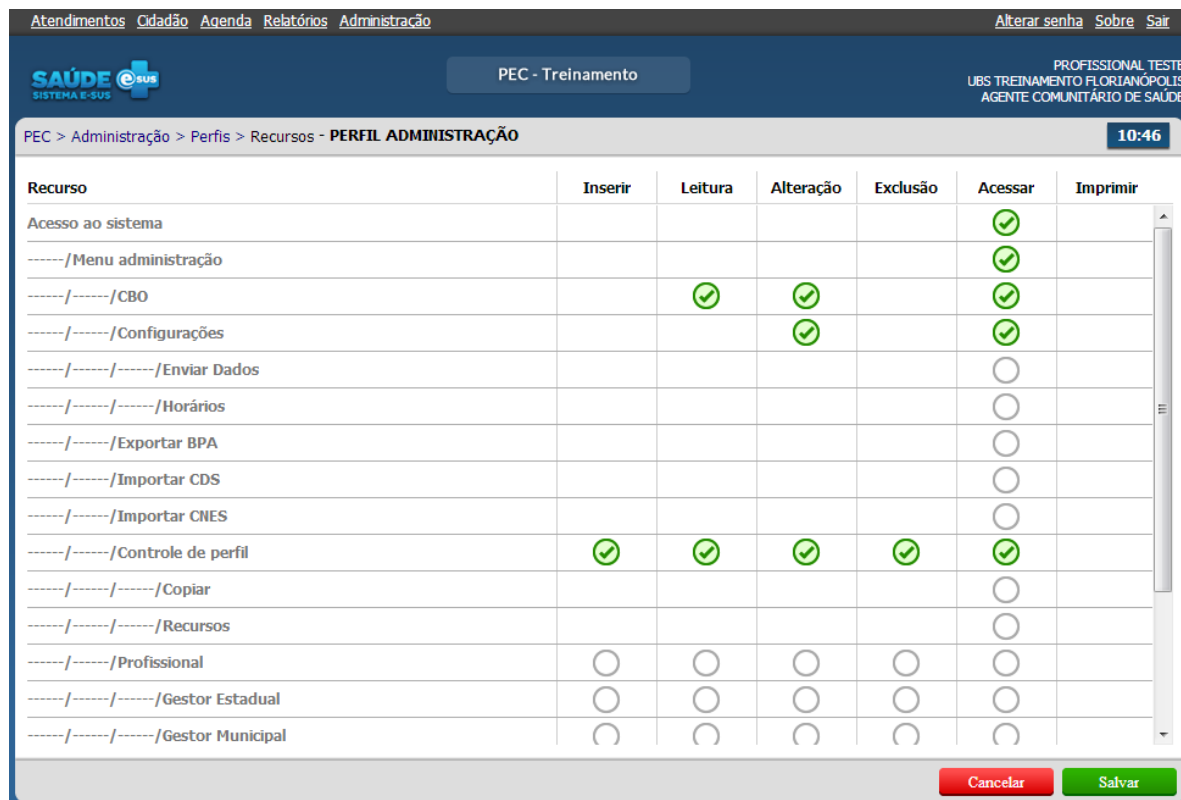 Atendimentos Cidadão Agenda Relatórios Administração Alterar senha Sobre Sair
SAÚDE e sus
SISTEMA E-SUS
PEC - Treinamento
PROFISSIONAL TESTE
UBS TREINAMENTO FLORIANÓPOLIS
AGENTE COMUNITÁRIO DE SAÚDE
PEC > Administração > Perfis > Recursos - PERFIL ADMINISTRAÇÃO 10:46
Recurso Inserir Leitura Alteração Exclusão Acessar Imprimir
Acesso ao sistema
------/Menu administração
------/------/CBO
------/------/Configurações
------/------/------/Enviar Dados
------/------/------/Horários
------/------/Exportar BPA
------/------/Importar CDS
------/------/Importar CNES
------/------/Controle de perfil
------/------/------/Copiar
------/------/------/Recursos
------/------/Profissional
------/------/------/Gestor Estadual
------/------/------/Gestor Municipal
Cancelar Salvar